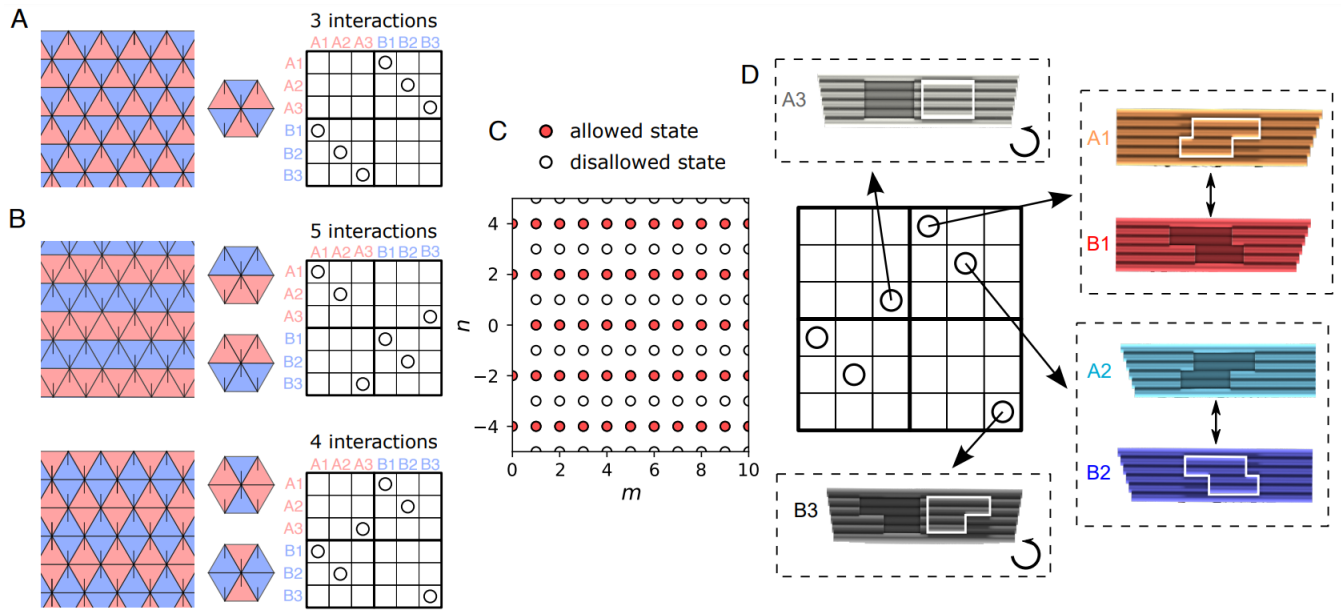 A
3 interactions
A1 A2 A3 B1 B2 B3
A1
A2
A3
B1
B2
B3
B
5 interactions
A1 A2 A3 B1 B2 B3
A1
A2
A3
B1
B2
B3
4 interactions
A1 A2 A3 B1 B2 B3
A1
A2
A3
B1
B2
B3
C
allowed state
disallowed state
n
4
2
0
−2
−4
0 2 4 6 8 10
m
D
A3
A1
B1
A2
B2
B3